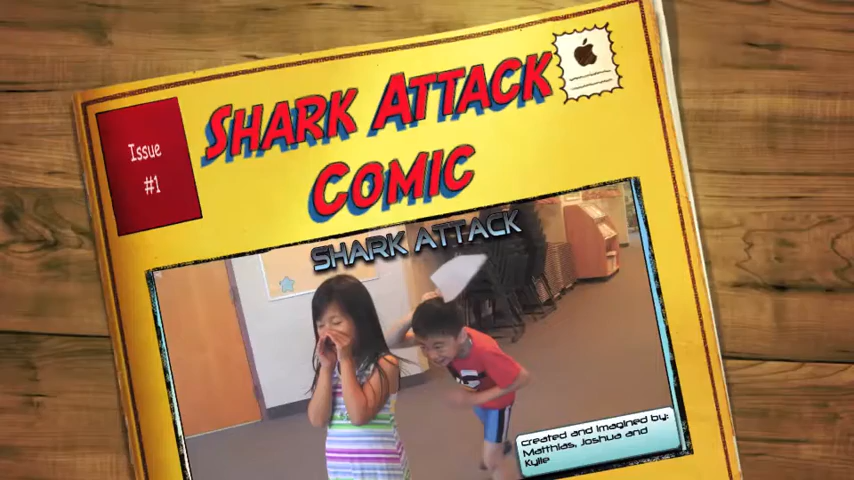 Issue
#1
SHARK ATTACK
COMIC
SHARK ATTACK
created and imagined by:
Matthias, Joshua and
Kylie